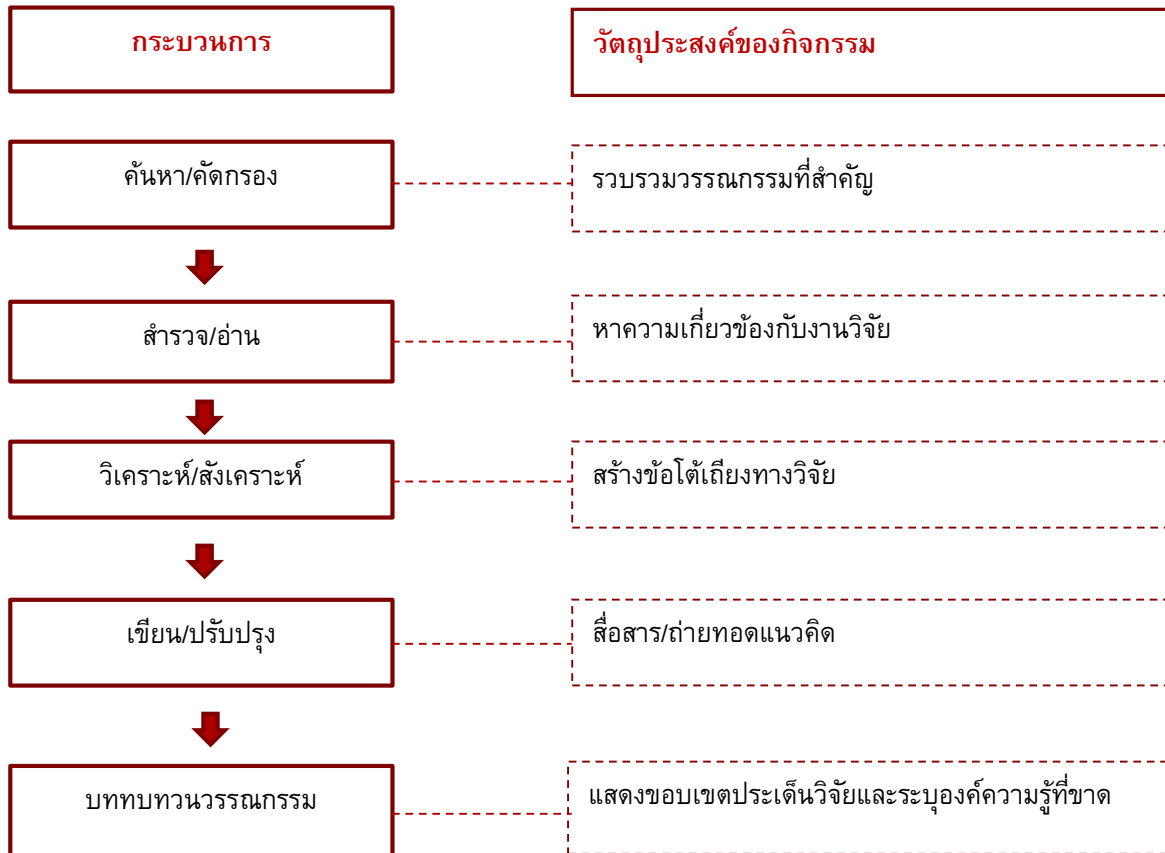 กระบวนการ
วัตถุประสงค์ของกิจกรรม
ค้นหา/คัดกรอง
รวบรวมวรรณกรรมที่สำคัญ
สำรวจ/อ่าน
หาความเกี่ยวข้องกับงานวิจัย
วิเคราะห์/สังเคราะห์
สร้างข้อโต้เถียงทางวิจัย
เขียน/ปรับปรุง
สื่อสาร/ถ่ายทอดแนวคิด
บททบทวนวรรณกรรม
แสดงขอบเขตประเด็นวิจัยและระบุองค์ความรู้ที่ขาด